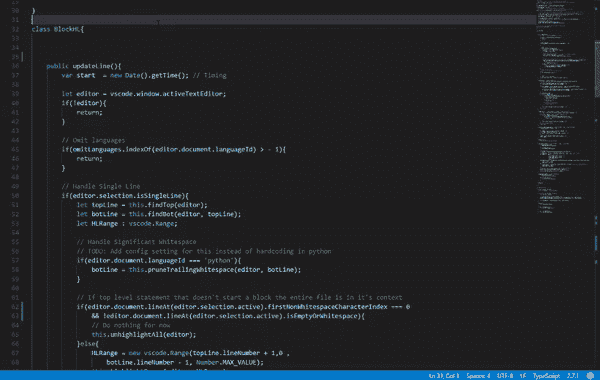 30 }
31
32 class BlockHL{
33
34
35
36 public updateLine(){
37 var start = new Date().getTime(); // Timing
38
39 let editor = vscode.window.activeTextEditor;
40 if(!editor){
41 return;
42 }
43
44 // Omit languages
45 if(omitLanguages.indexOf(editor.document.languageId) > - 1){
46 return;
47 }
48
49 // Handle Single Line
50 if(editor.selection.isSingleLine){
51 let topLine = this.findTop(editor);
52 let botLine = this.findBot(editor, topLine);
53 let HLRange : vscode.Range;
54
55 // Handle Significant Whitespace
56 // TODO: Add config setting for this instead of hardcoding in python
57 if(editor.document.languageId === 'python'){
58 botLine = this.pruneTrailingWhitespace(editor, botLine);
59 }
60
61 // If top level statement that doesn't start a block the entire file is in it's context
62 if(editor.document.lineAt(editor.selection.active).firstNonWhitespaceCharacterIndex === 0
63 && !editor.document.lineAt(editor.selection.active).isEmptyOrWhitespace){
64 // Do nothing for now
65 this.unhighlightAll(editor);
66 }else{
67 HLRange = new vscode.Range(topLine.lineNumber + 1,0 ,
68 botLine.lineNumber - 1, Number.MAX_VALUE);
Ln 31, Col 1 Spaces: 4 UTF-8 LF TypeScript 2.7.1